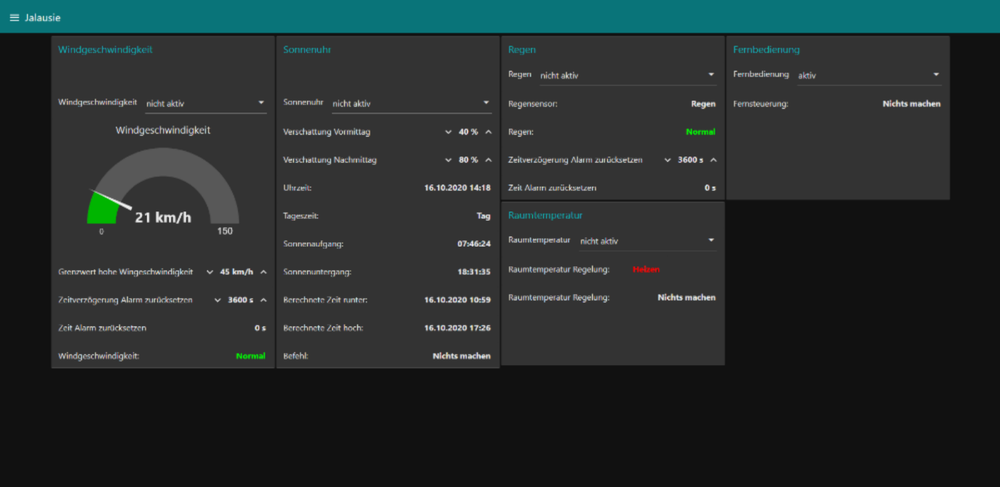 Jalausie
Windgeschwindigkeit
Windgeschwindigkeit nicht aktiv
Windgeschwindigkeit
21 km/h
0 150
Grenzwert hohe Wingeschwindigkeit 45 km/h
Zeitverzögerung Alarm zurücksetzen 3600 s
Zeit Alarm zurücksetzen 0 s
Windgeschwindigkeit: Normal
Sonnenuhr
Sonnenuhr nicht aktiv
Verschattung Vormittag 40 %
Verschattung Nachmittag 80 %
Uhrzeit: 16.10.2020 14:18
Tageszeit: Tag
Sonnenaufgang: 07:46:24
Sonnenuntergang: 18:31:35
Berechnete Zeit runter: 16.10.2020 10:59
Berechnete Zeit hoch: 16.10.2020 17:26
Befehl: Nichts machen
Regen
Regen nicht aktiv
Regensensor: Regen
Regen: Normal
Zeitverzögerung Alarm zurücksetzen 3600 s
Zeit Alarm zurücksetzen 0 s
Raumtemperatur
Raumtemperatur nicht aktiv
Raumtemperatur Regelung: Heizen
Raumtemperatur Regelung: Nichts machen
Fernbedienung
Fernbedienung aktiv
Fernsteuerung: Nichts machen